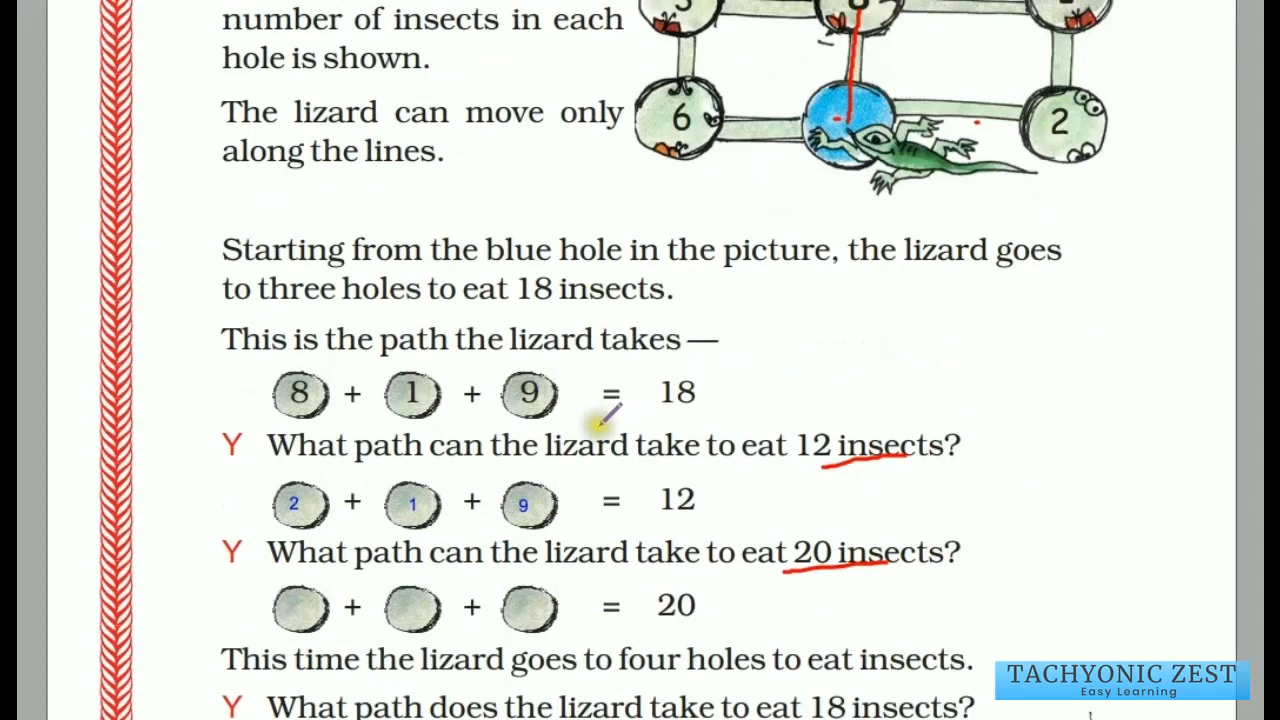 number of insects in each
hole is shown.
The lizard can move only
along the lines.
6
2
Starting from the blue hole in the picture, the lizard goes
to three holes to eat 18 insects.
This is the path the lizard takes —
8 + 1 + 9 = 18
Y What path can the lizard take to eat 12 insects?
2 + 1 + 9 = 12
Y What path can the lizard take to eat 20 insects?
+ + = 20
This time the lizard goes to four holes to eat insects.
Y What path does the lizard take to eat 18 insects?
TACHYONIC ZEST
Easy Learning